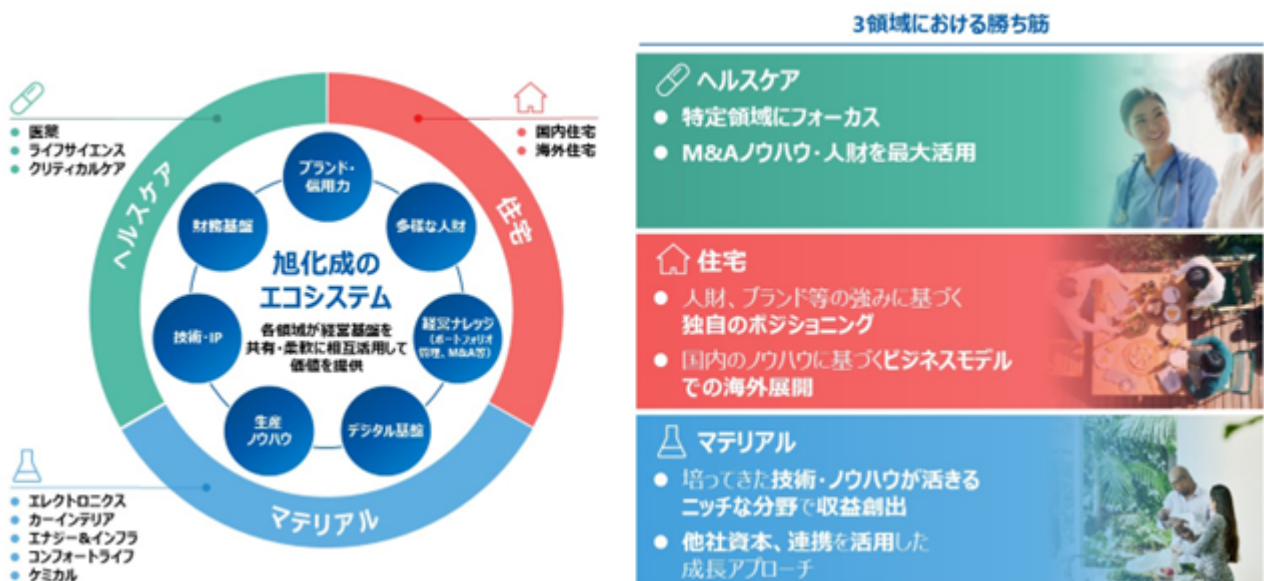 医薬
ライフサイエンス
クリティカルケア
国内住宅
海外住宅
ヘルスケア
住宅
マテリアル
ブランド・
信用力
多様な人財
経営ナレッジ
(ポートフォリオ
管理、M&A等)
デジタル基盤
生産
ノウハウ
技術・IP
財務基盤
旭化成の
エコシステム
各領域が経営基盤を
共有・柔軟に相互活用して
価値を提供
エレクトロニクス
カーインテリア
エナジー&インフラ
コンフォートライフ
ケミカル
3領域における勝ち筋
ヘルスケア
特定領域にフォーカス
M&Aノウハウ・人財を最大活用
住宅
人財、ブランド等の強みに基づく
独自のポジショニング
国内のノウハウに基づくビジネスモデル
での海外展開
マテリアル
培ってきた技術・ノウハウが活きる
ニッチな分野で収益創出
他社資本、連携を活用した
成長アプローチ